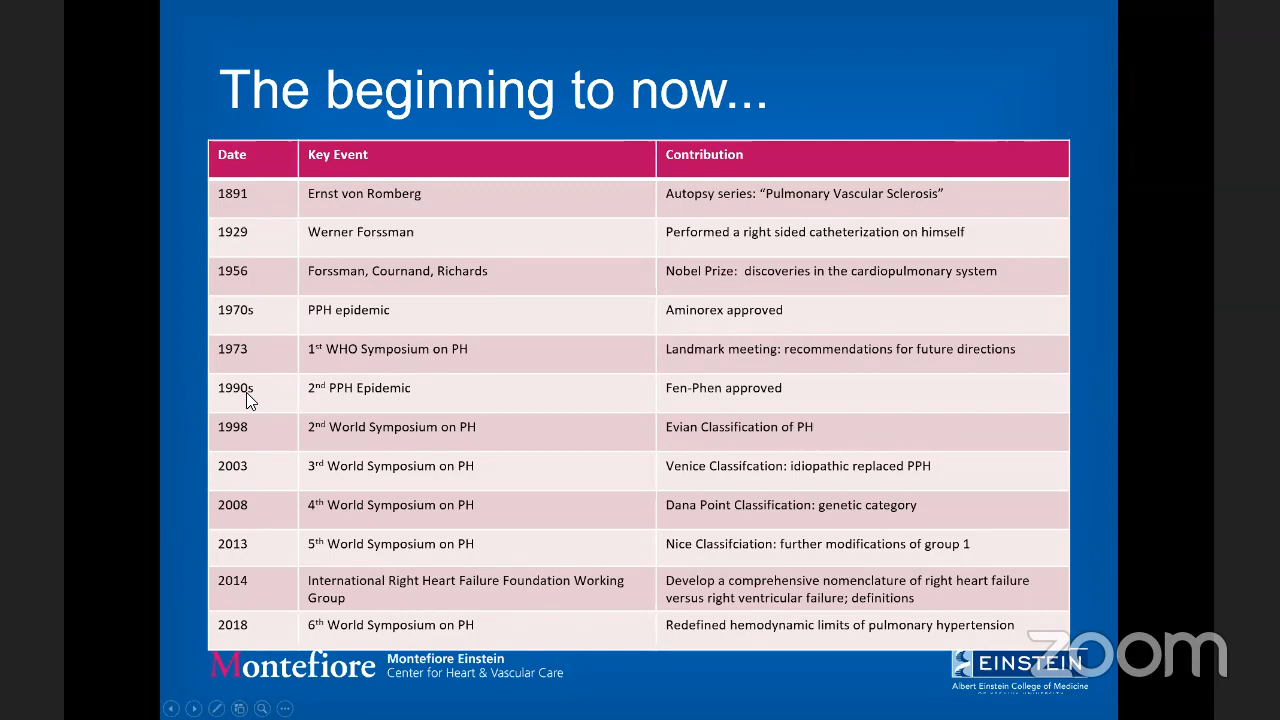 The beginning to now...
Date Key Event Contribution
1891 Ernst von Romberg Autopsy series: “Pulmonary Vascular Sclerosis”
1929 Werner Forssman Performed a right sided catheterization on himself
1956 Forssman, Cournand, Richards Nobel Prize: discoveries in the cardiopulmonary system
1970s PPH epidemic Aminorex approved
1973 1st WHO Symposium on PH Landmark meeting: recommendations for future directions
1990s 2nd PPH Epidemic Fen-Phen approved
1998 2nd World Symposium on PH Evian Classification of PH
2003 3rd World Symposium on PH Venice Classifcation: idiopathic replaced PPH
2008 4th World Symposium on PH Dana Point Classification: genetic category
2013 5th World Symposium on PH Nice Classifciation: further modifications of group 1
2014 International Right Heart Failure Foundation Working Group Develop a comprehensive nomenclature of right heart failure versus right ventricular failure; definitions
2018 6th World Symposium on PH Redefined hemodynamic limits of pulmonary hypertension
Montefiore
Montefiore Einstein
Center for Heart & Vascular Care
EINSTEIN
Albert Einstein College of Medicine
zoom